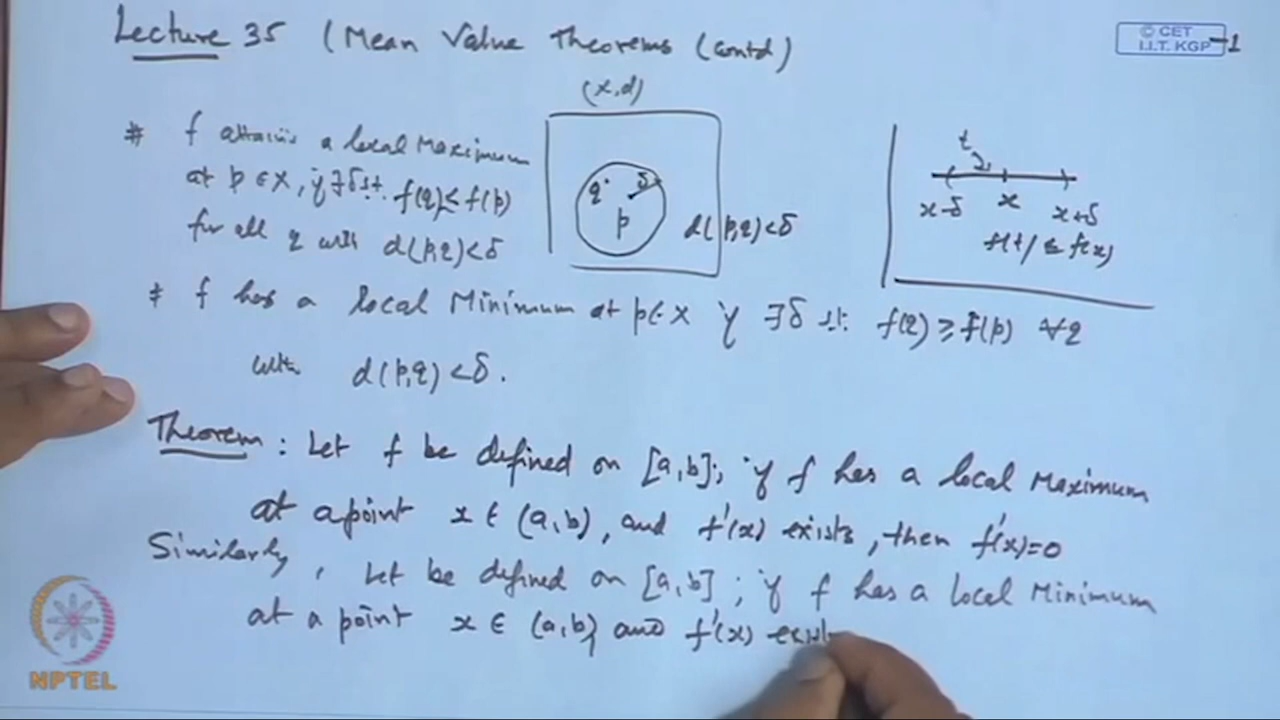 Lecture 35 (Mean Value Theorems (Contd)
© CET
I.I.T. KGP
-1
(X,d)
# f attains a local Maximum
at p ∈ X, if ∃ δ s.t. f(q) ≤ f(p)
for all q with d(p,q) < δ
q
δ
p
d(p,q) < δ
t
x-δ x x+δ
f(t) ≤ f(x)
# f has a local Minimum at p ∈ X if ∃ δ s.t. f(q) ≥ f(p) ∀ q
with d(p,q) < δ.
Theorem : Let f be defined on [a,b]; if f has a local Maximum
at a point x ∈ (a,b), and f'(x) exists, then f'(x)=0
Similarly, Let be defined on [a,b] ; if f has a local Minimum
at a point x ∈ (a,b) and f'(x)
NPTEL